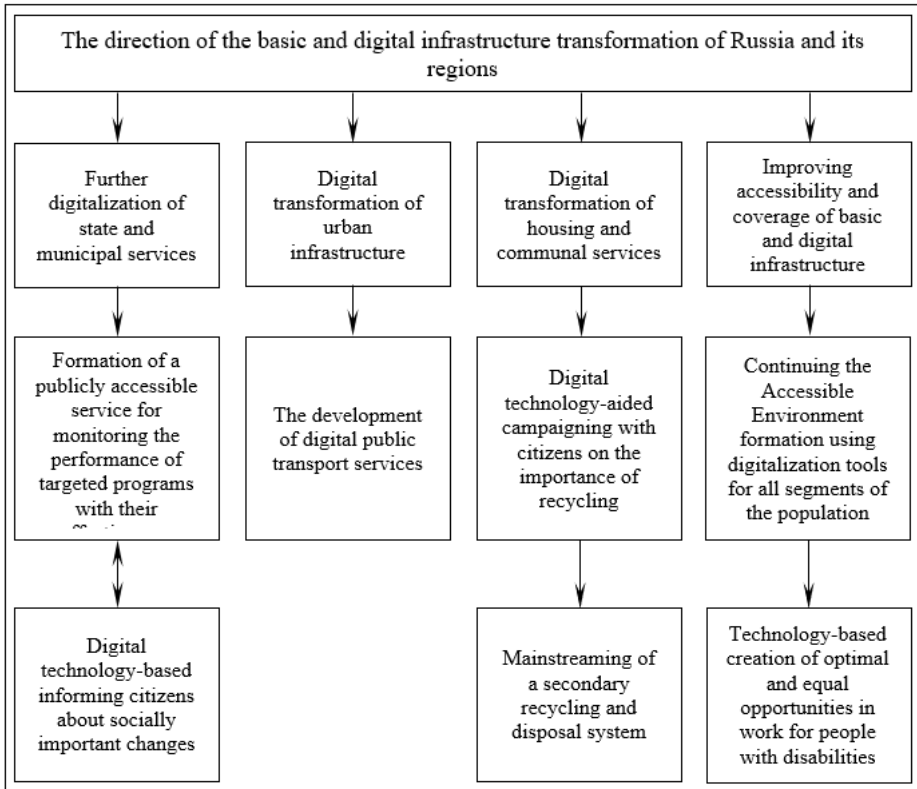 The direction of the basic and digital infrastructure transformation of Russia and its
regions
Further
digitalization of
state and
municipal services
Digital
transformation of
urban
infrastructure
Digital
transformation of
housing and
communal services
Improving
accessibility and
coverage of basic
and digital
infrastructure
Formation of a
publicly accessible
service for
monitoring the
performance of
targeted programs
with their
The development
of digital public
transport services
Digital
technology-aided
campaigning with
citizens on the
importance of
recycling
Continuing the
Accessible
Environment
formation using
digitalization tools
for all segments of
the population
Digital
technology-based
informing citizens
about socially
important changes
Mainstreaming of
a secondary
recycling and
disposal system
Technology-based
creation of optimal
and equal
opportunities in
work for people
with disabilities